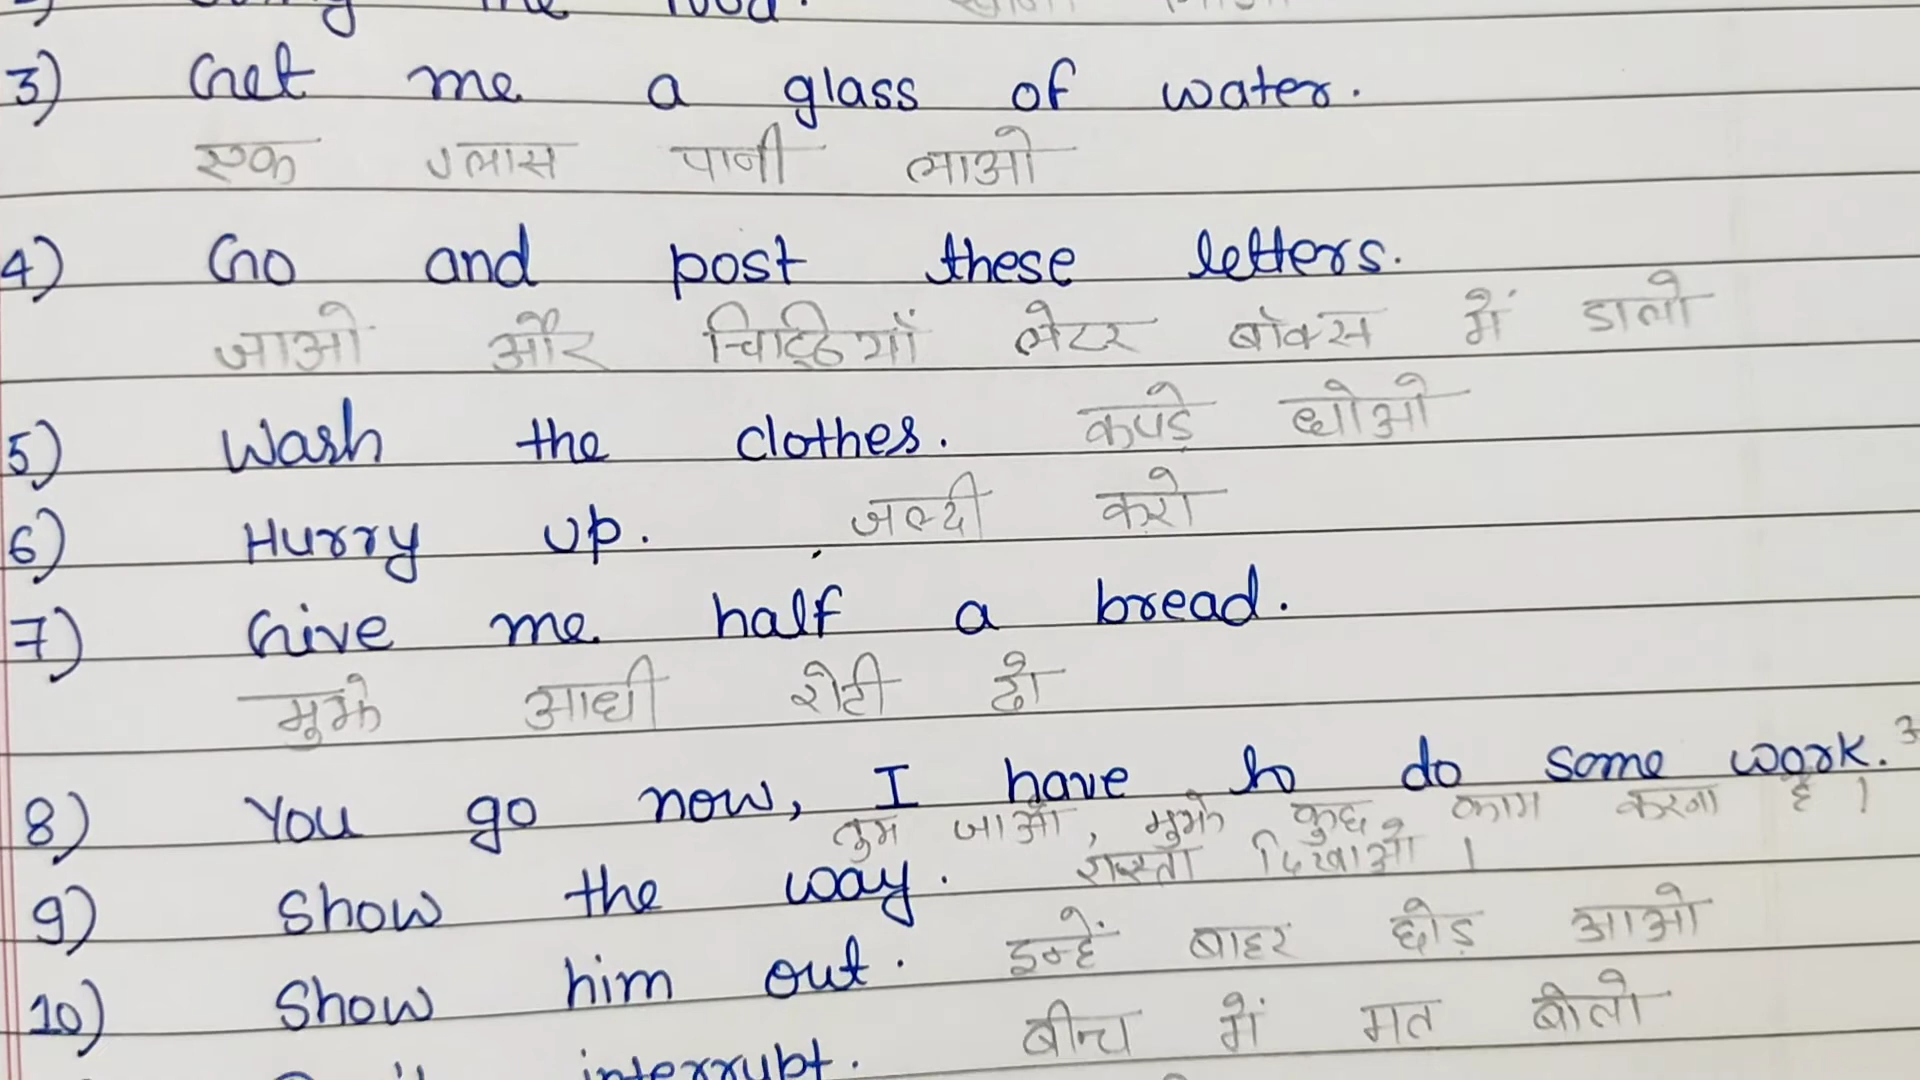 the food. खाना
3) Get me a glass of water.
एक ग्लास पानी लाओ
4) Go and post these letters.
जाओ और चिट्ठियाँ लेटर बॉक्स में डालो
5) Wash the clothes. कपड़े धोओ
6) Hurry up. जल्दी करो
7) Give me half a bread.
मुझे आधी रोटी दो
8) You go now, I have to do some work.
तुम जाओ, मुझे कुछ काम करना है।
9) Show the way. रास्ता दिखाओ।
10) Show him out. इन्हें बाहर छोड़ आओ
interrupt. बीच में मत बोलो